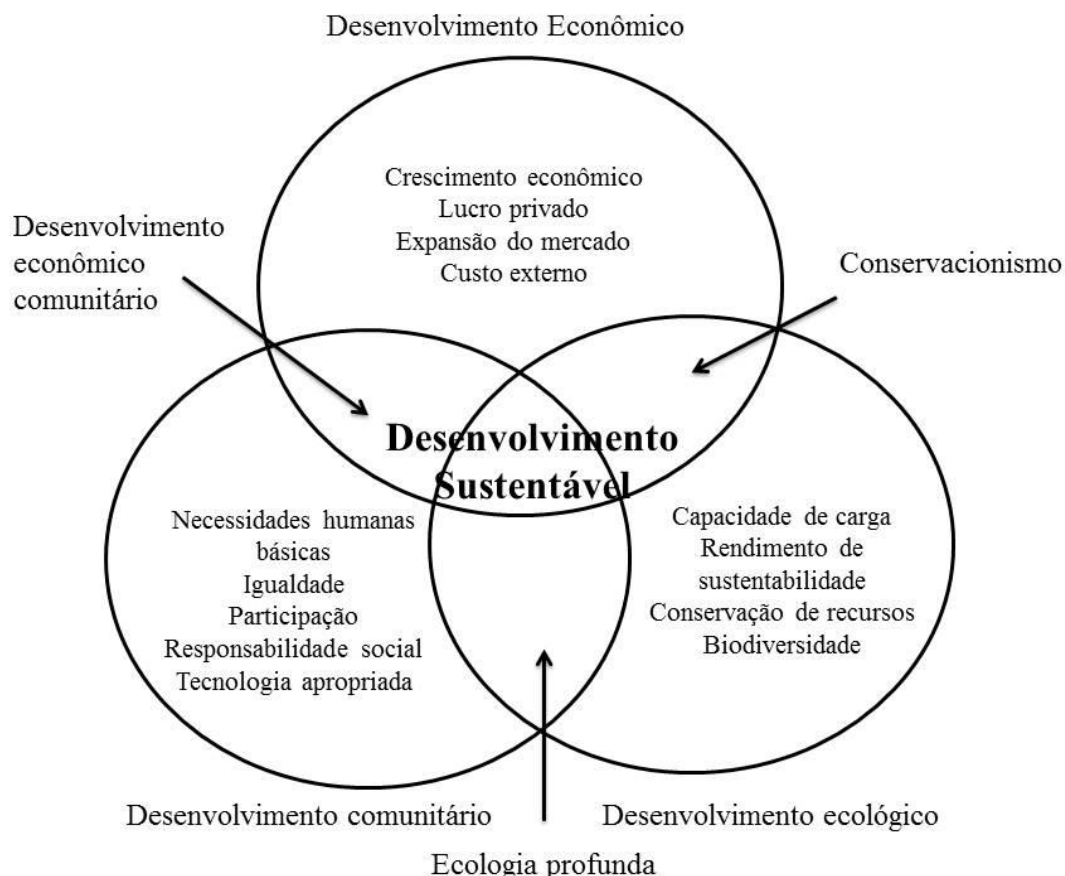 Desenvolvimento Econômico
Crescimento econômico
Lucro privado
Expansão do mercado
Custo externo
Desenvolvimento
econômico
comunitário
Conservacionismo
Desenvolvimento
Sustentável
Necessidades humanas
básicas
Igualdade
Participação
Responsabilidade social
Tecnologia apropriada
Capacidade de carga
Rendimento de
sustentabilidade
Conservação de recursos
Biodiversidade
Desenvolvimento comunitário
Desenvolvimento ecológico
Ecologia profunda